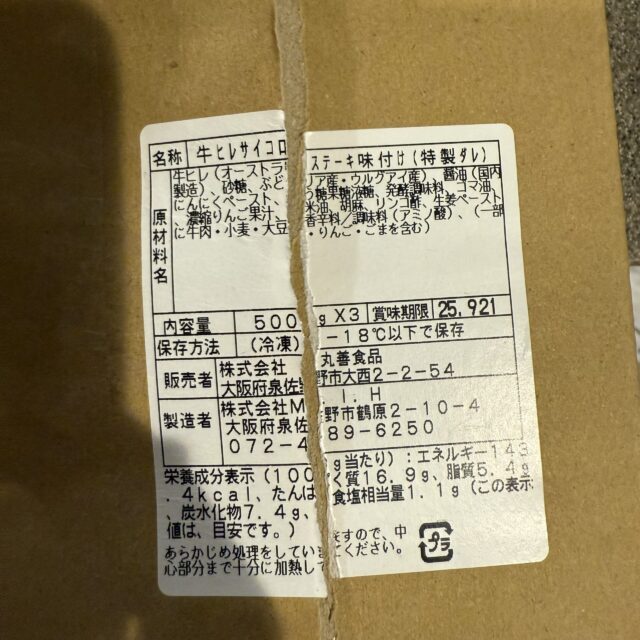 名称 牛ヒレサイコロステーキ味付け(特製ダレ)
原材料名
牛ヒレ(オーストラリア産・ウルグアイ産)、醤油(国内
製造)、砂糖、ぶどう糖果糖液糖、発酵調味料、ゴマ油、
にんにくペースト、米油、胡麻、リンゴ酢、生姜ペースト
、濃縮りんご果汁、香辛料/調味料(アミノ酸)、(一部
に牛肉・小麦・大豆・りんご・ごまを含む)
内容量 500g X3 賞味期限 25.921
保存方法 (冷凍) -18℃以下で保存
販売者 株式会社 丸善食品
大阪府泉佐野市大西2-2-54
製造者 株式会社M.I.H
大阪府泉佐野市鶴原2-10-4
072-489-6250
栄養成分表示(100g当たり):エネルギー143
.4kcal、たんぱく質16.9g、脂質5.4g
、炭水化物7.4g、食塩相当量1.1g(この表示
値は、目安です。)
あらかじめ処理をしていますので、中
心部分まで十分に加熱してください。
プラ